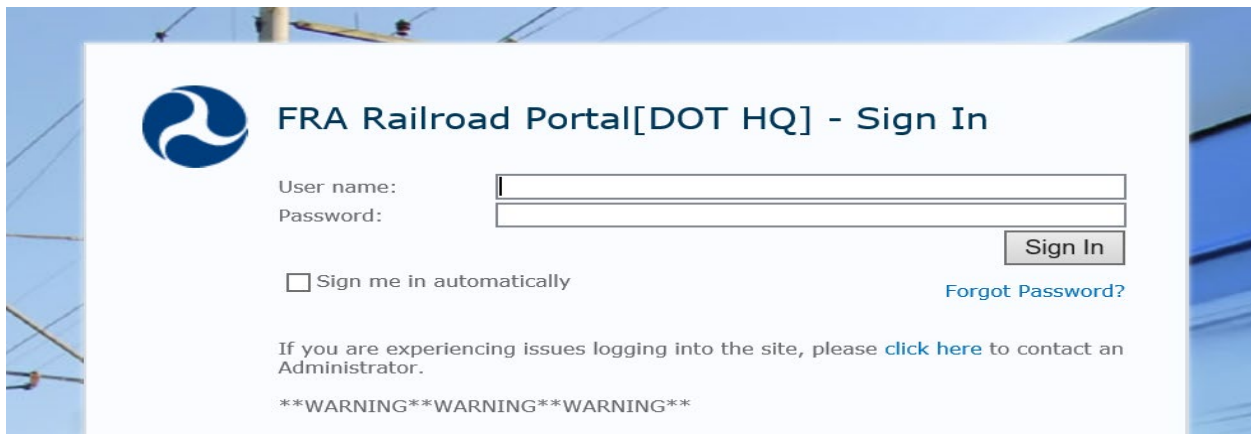 FRA Railroad Portal[DOT HQ] - Sign In
User name:
Password:
Sign In
Sign me in automatically
Forgot Password?
If you are experiencing issues logging into the site, please click here to contact an
Administrator.
**WARNING**WARNING**WARNING**